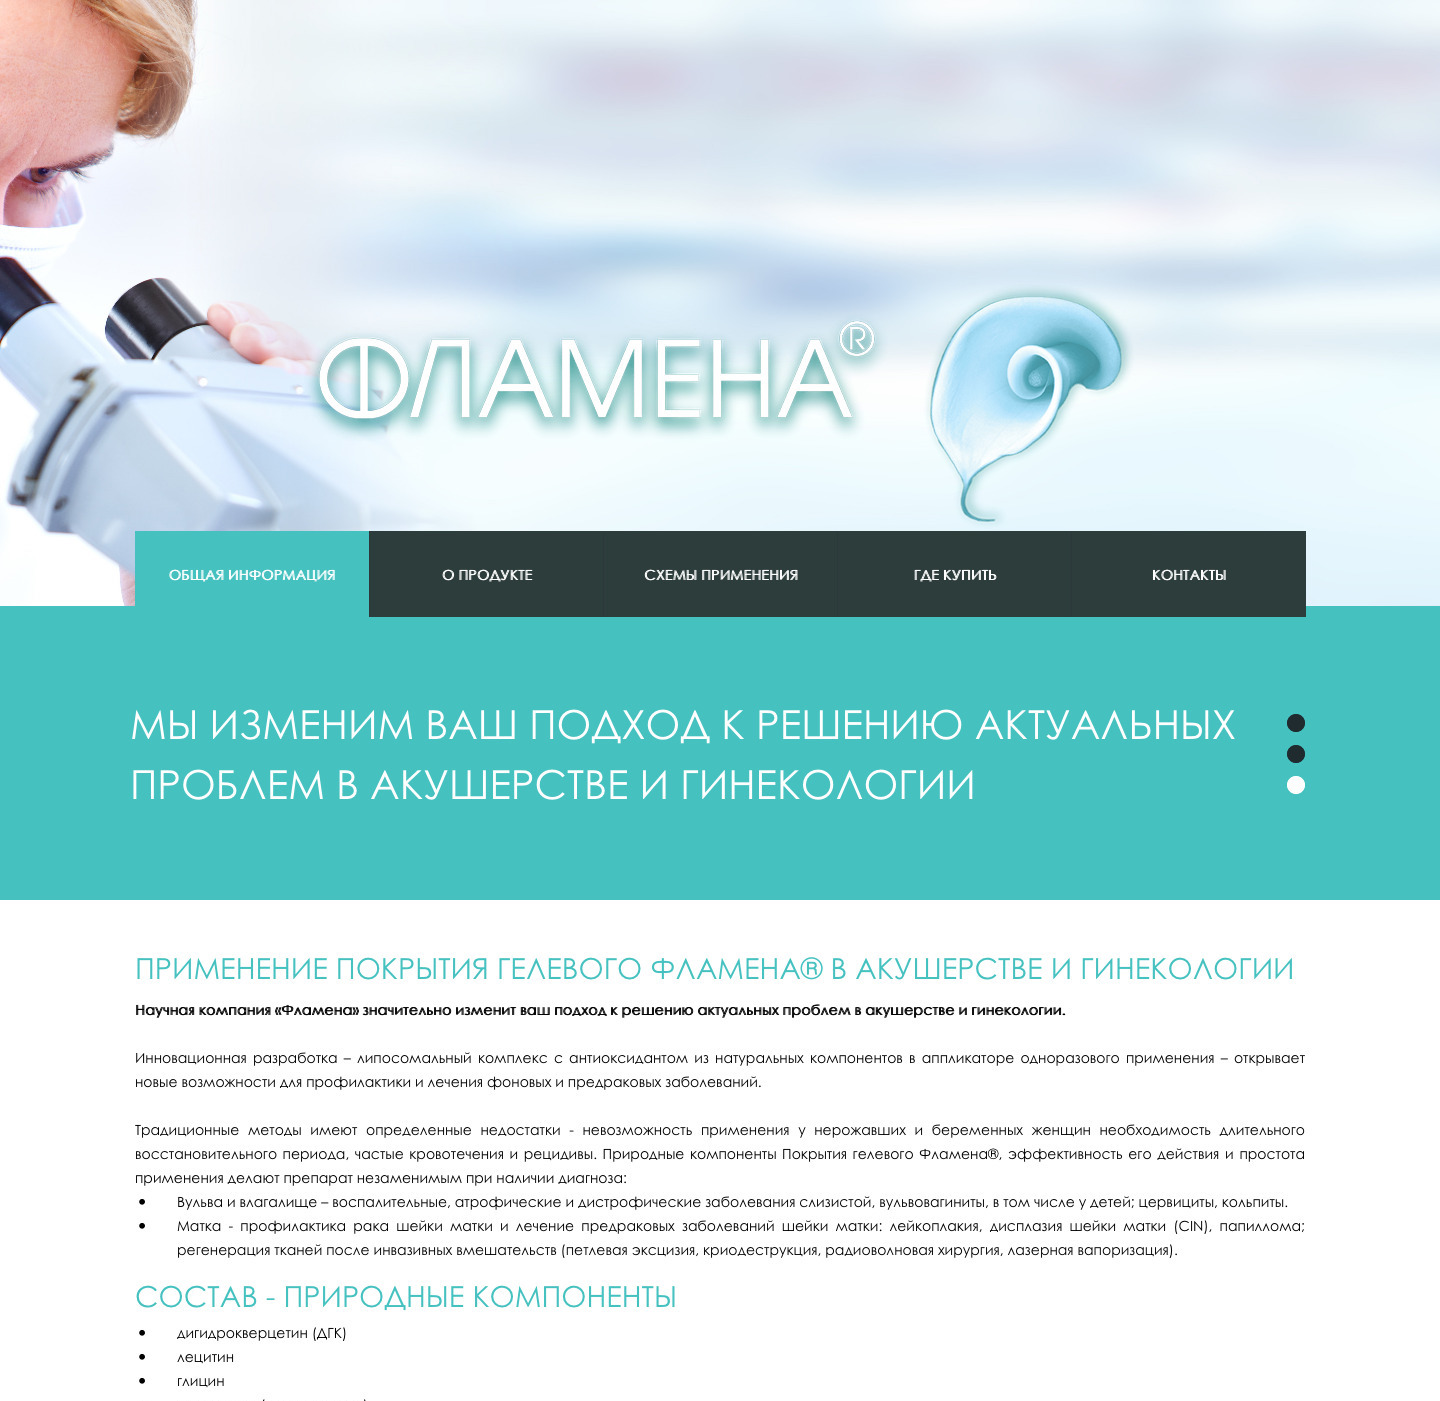 ФЛАМЕНА®
ОБЩАЯ ИНФОРМАЦИЯ
О ПРОДУКТЕ
СХЕМЫ ПРИМЕНЕНИЯ
ГДЕ КУПИТЬ
КОНТАКТЫ
МЫ ИЗМЕНИМ ВАШ ПОДХОД К РЕШЕНИЮ АКТУАЛЬНЫХ
ПРОБЛЕМ В АКУШЕРСТВЕ И ГИНЕКОЛОГИИ
ПРИМЕНЕНИЕ ПОКРЫТИЯ ГЕЛЕВОГО ФЛАМЕНА® В АКУШЕРСТВЕ И ГИНЕКОЛОГИИ
Научная компания «Фламена» значительно изменит ваш подход к решению актуальных проблем в акушерстве и гинекологии.
Инновационная разработка – липосомальный комплекс с антиоксидантом из натуральных компонентов в аппликаторе одноразового применения – открывает
новые возможности для профилактики и лечения фоновых и предраковых заболеваний.
Традиционные методы имеют определенные недостатки - невозможность применения у нерожавших и беременных женщин необходимость длительного
восстановительного периода, частые кровотечения и рецидивы. Природные компоненты Покрытия гелевого Фламена®, эффективность его действия и простота
применения делают препарат незаменимым при наличии диагноза:
• Вульва и влагалище – воспалительные, атрофические и дистрофические заболевания слизистой, вульвовагиниты, в том числе у детей; цервициты, кольпиты.
• Матка - профилактика рака шейки матки и лечение предраковых заболеваний шейки матки: лейкоплакия, дисплазия шейки матки (CIN), папиллома;
регенерация тканей после инвазивных вмешательств (петлевая эксцизия, криодеструкция, радиоволновая хирургия, лазерная вапоризация).
СОСТАВ - ПРИРОДНЫЕ КОМПОНЕНТЫ
• дигидрокверцетин (ДГК)
• лецитин
• глицин